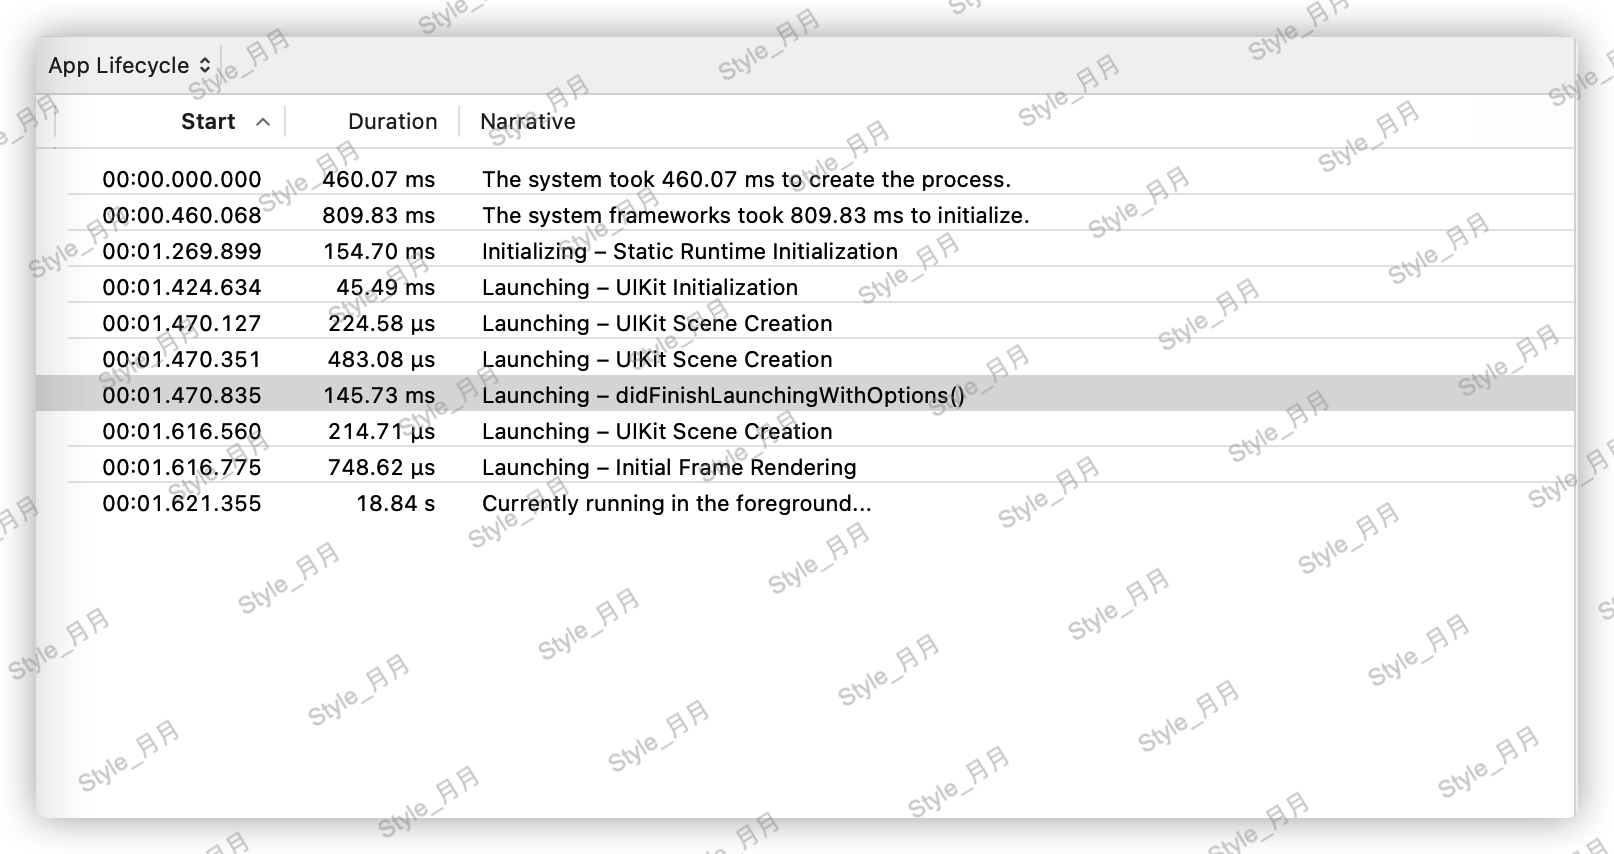 App Lifecycle
Start Duration Narrative
00:00.000.000 460.07 ms The system took 460.07 ms to create the process.
00:00.460.068 809.83 ms The system frameworks took 809.83 ms to initialize.
00:01.269.899 154.70 ms Initializing – Static Runtime Initialization
00:01.424.634 45.49 ms Launching – UIKit Initialization
00:01.470.127 224.58 µs Launching – UIKit Scene Creation
00:01.470.351 483.08 µs Launching – UIKit Scene Creation
00:01.470.835 145.73 ms Launching – didFinishLaunchingWithOptions()
00:01.616.560 214.71 µs Launching – UIKit Scene Creation
00:01.616.775 748.62 µs Launching – Initial Frame Rendering
00:01.621.355 18.84 s Currently running in the foreground...
Style_月月